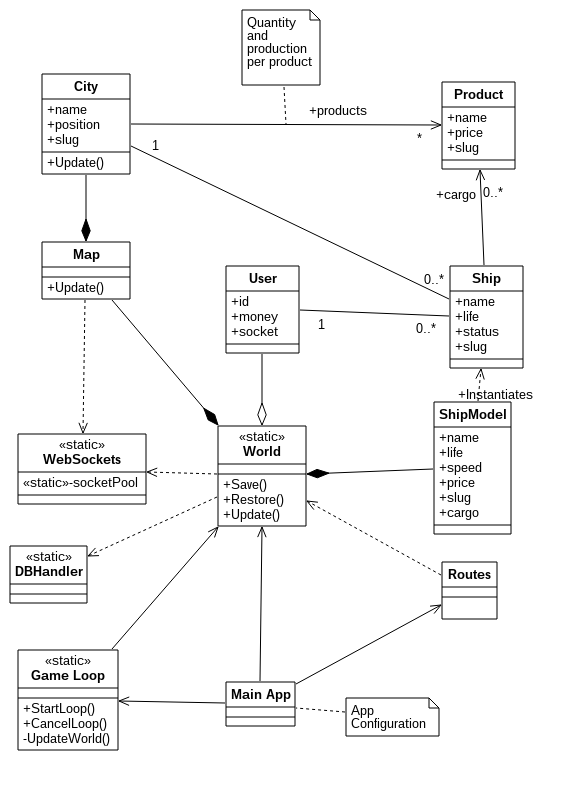 Quantity
and
production
per product
City
+name
+position
+slug
+Update()
+products
*
1
Product
+name
+price
+slug
+cargo
0..*
Map
+Update()
User
+id
+money
+socket
1
0..*
0..*
Ship
+name
+life
+status
+slug
+Instantiates
ShipModel
+name
+life
+speed
+price
+slug
+cargo
«static»
WebSockets
«static»-socketPool
«static»
World
+Save()
+Restore()
+Update()
«static»
DBHandler
Routes
«static»
Game Loop
+StartLoop()
+CancelLoop()
-UpdateWorld()
Main App
App
Configuration